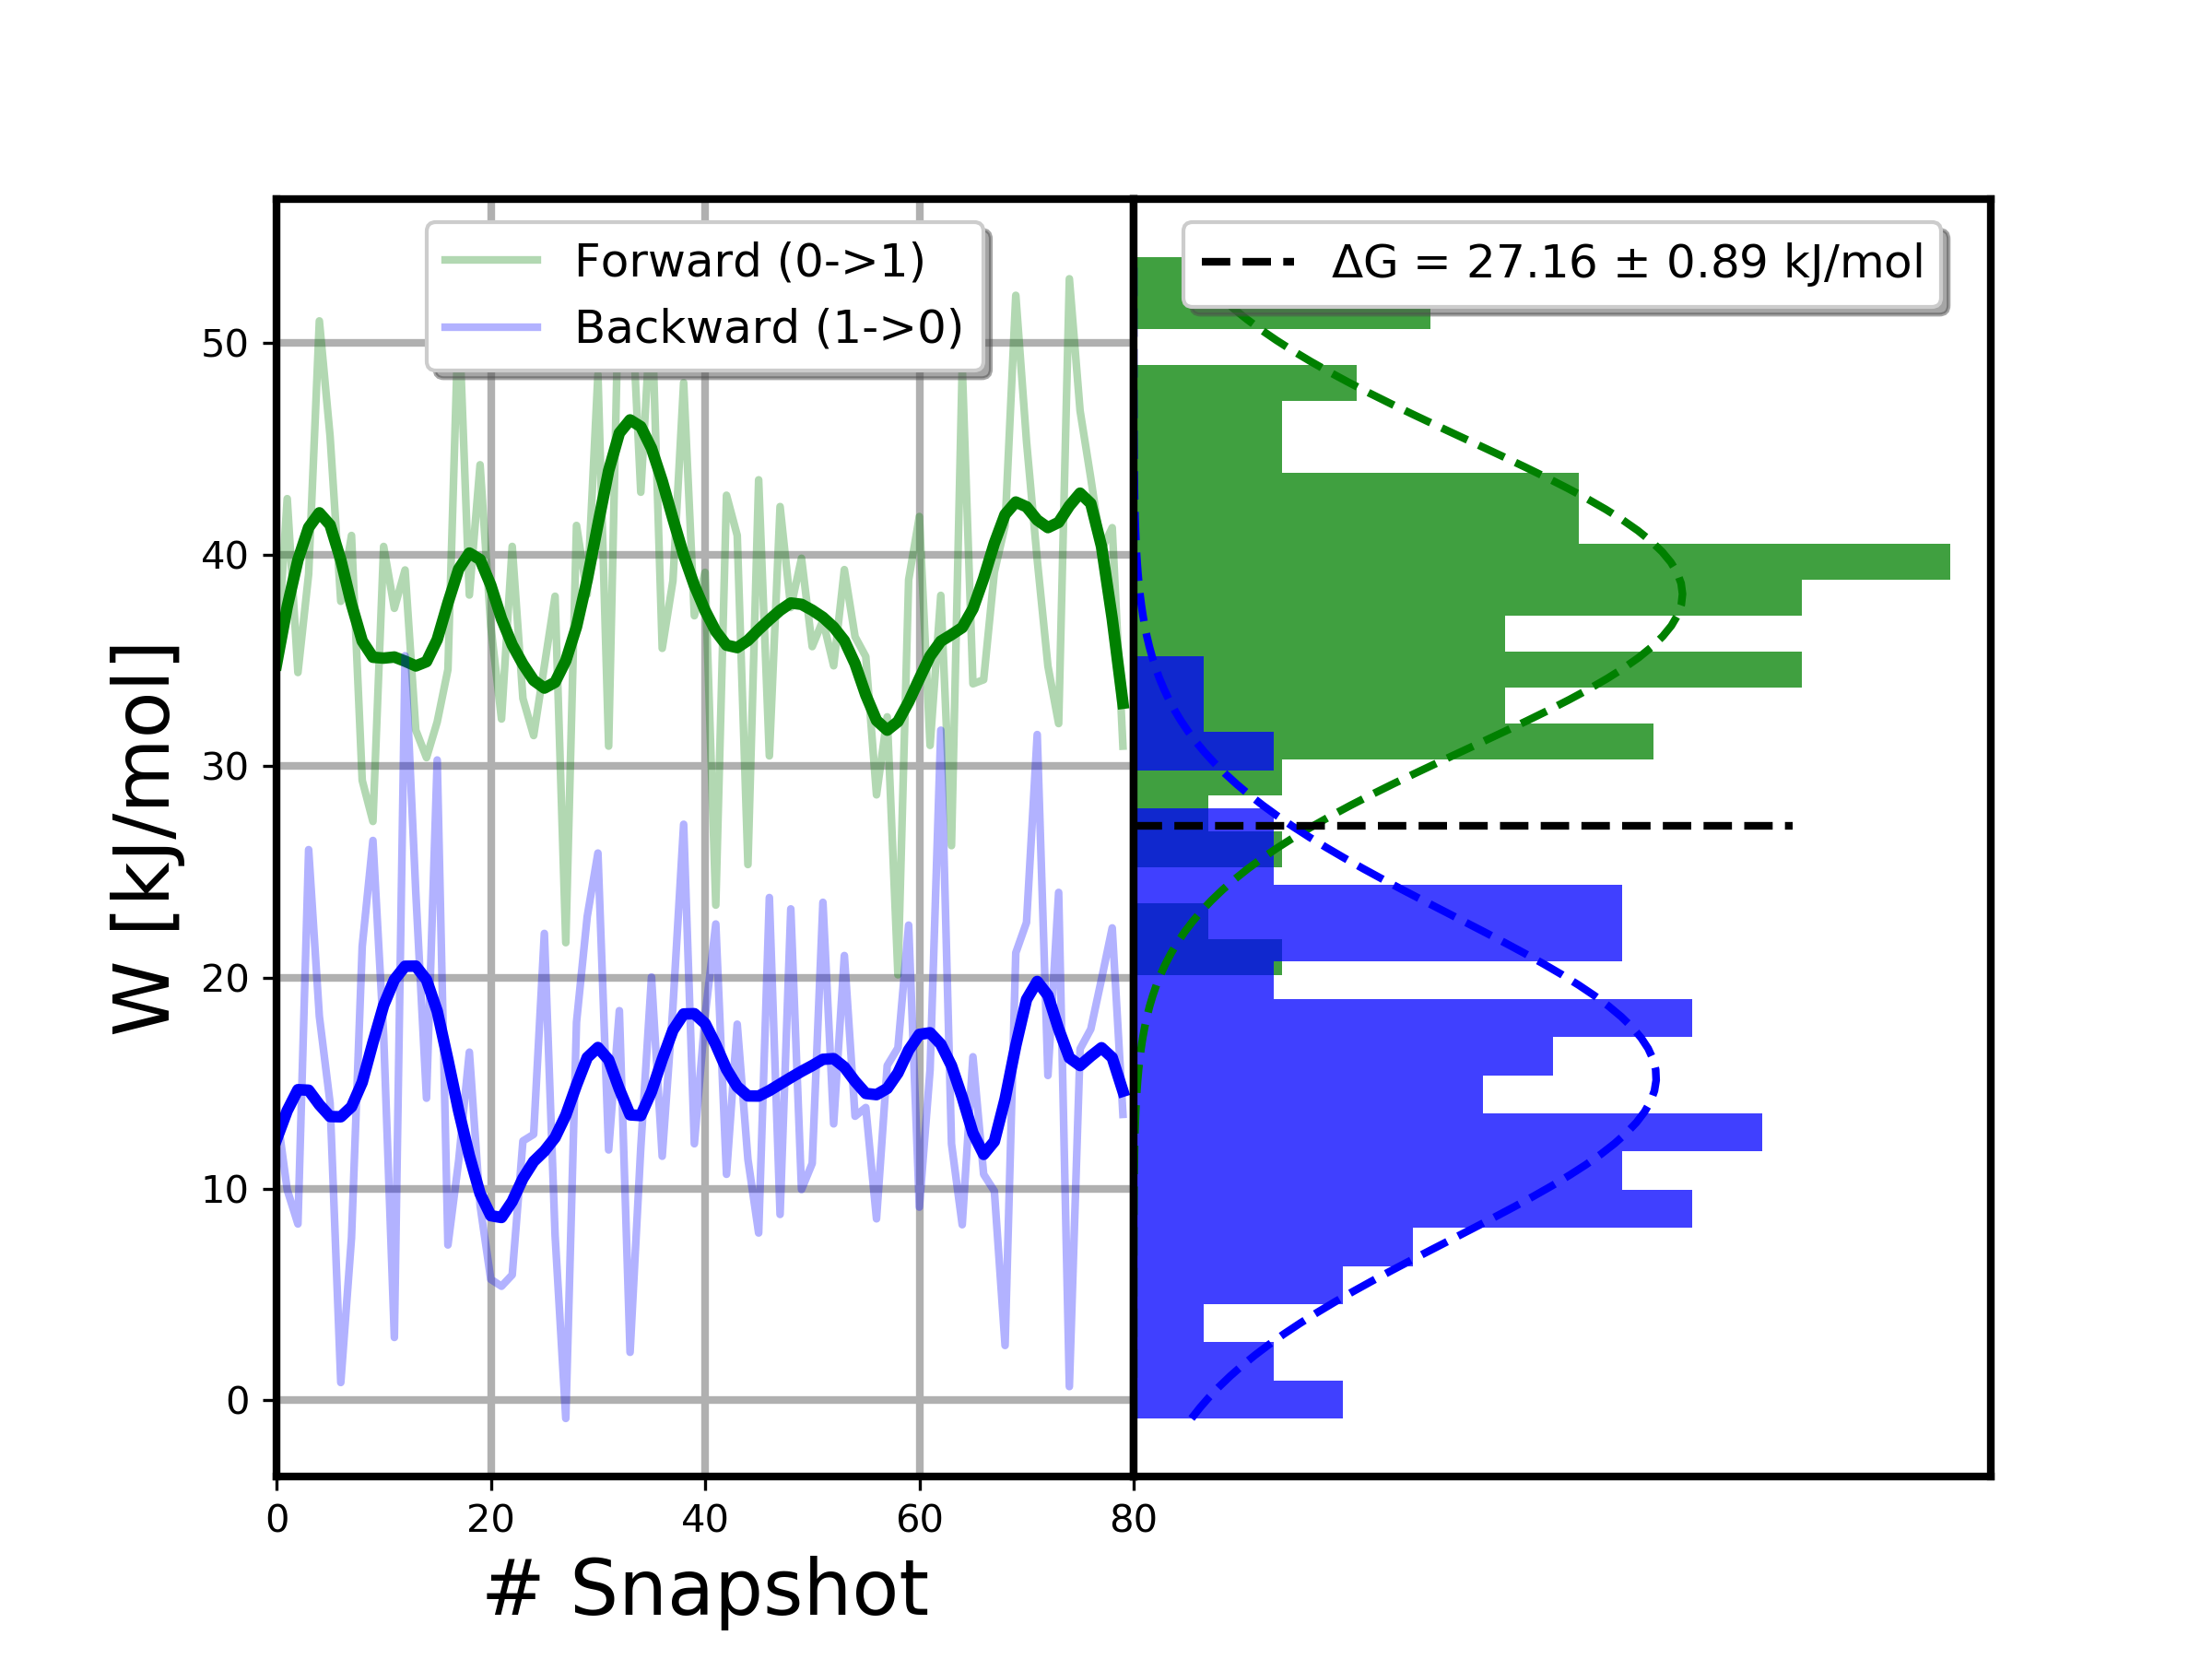 Forward (0->1)
Backward (1->0)
ΔG = 27.16 ± 0.89 kJ/mol
W [kJ/mol]
50
40
30
20
10
0
0
20
40
60
80
# Snapshot